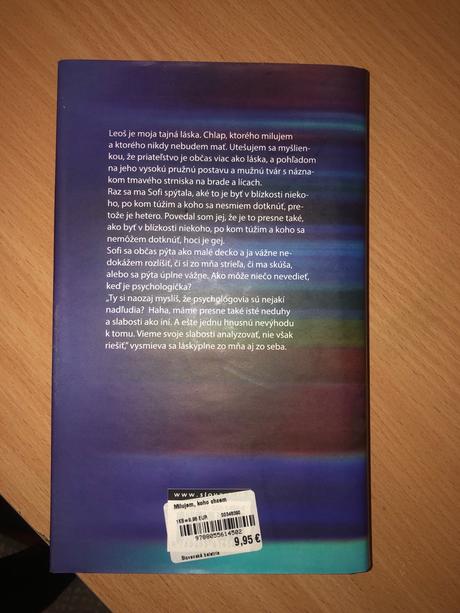 Leoš je moja tajná láska. Chlap, ktorého milujem
a ktorého nikdy nebudem mať. Utešujem sa myšlien-
kou, že priateľstvo je občas viac ako láska, a pohľadom
na jeho vysokú pružnú postavu a mužnú tvár s názna-
kom tmavého strniska na brade a lícach.
Raz sa ma Sofi spýtala, aké to je byť v blízkosti nieko-
ho, po kom túžim a koho sa nesmiem dotknúť, pre-
tože je hetero. Povedal som jej, že je to presne také,
ako byť v blízkosti niekoho, po kom túžim a koho sa
nemôžem dotknúť, hoci je gej.
Sofi sa občas pýta ako malé decko a ja vážne ne-
dokážem rozlíšiť, či si zo mňa strieľa, či ma skúša,
alebo sa pýta úplne vážne. Ako môže niečo nevedieť,
keď je psychologička?
„Ty si naozaj myslíš, že psychológovia sú nejakí
nadľudia? Haha, máme presne také isté neduhy
a slabosti ako iní. A ešte jednu hnusnú nevýhodu
k tomu. Vieme svoje slabosti analyzovať, nie však
riešiť,“ vysmieva sa láskyplne zo mňa aj zo seba.
www.slov
Milujem, koho chcem
9788055614502
9,95 €
Slovenská beletria